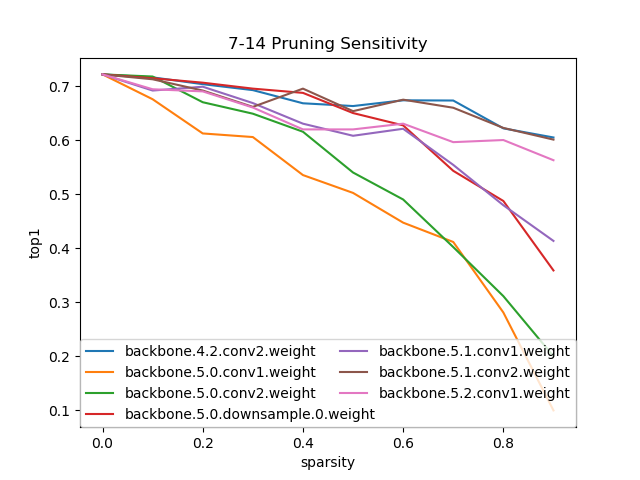 7-14 Pruning Sensitivity
top1
0.7
0.6
0.5
0.4
0.3
0.2
0.1
backbone.4.2.conv2.weight
backbone.5.0.conv1.weight
backbone.5.0.conv2.weight
backbone.5.0.downsample.0.weight
backbone.5.1.conv1.weight
backbone.5.1.conv2.weight
backbone.5.2.conv1.weight
0.0 0.2 0.4 0.6 0.8
sparsity